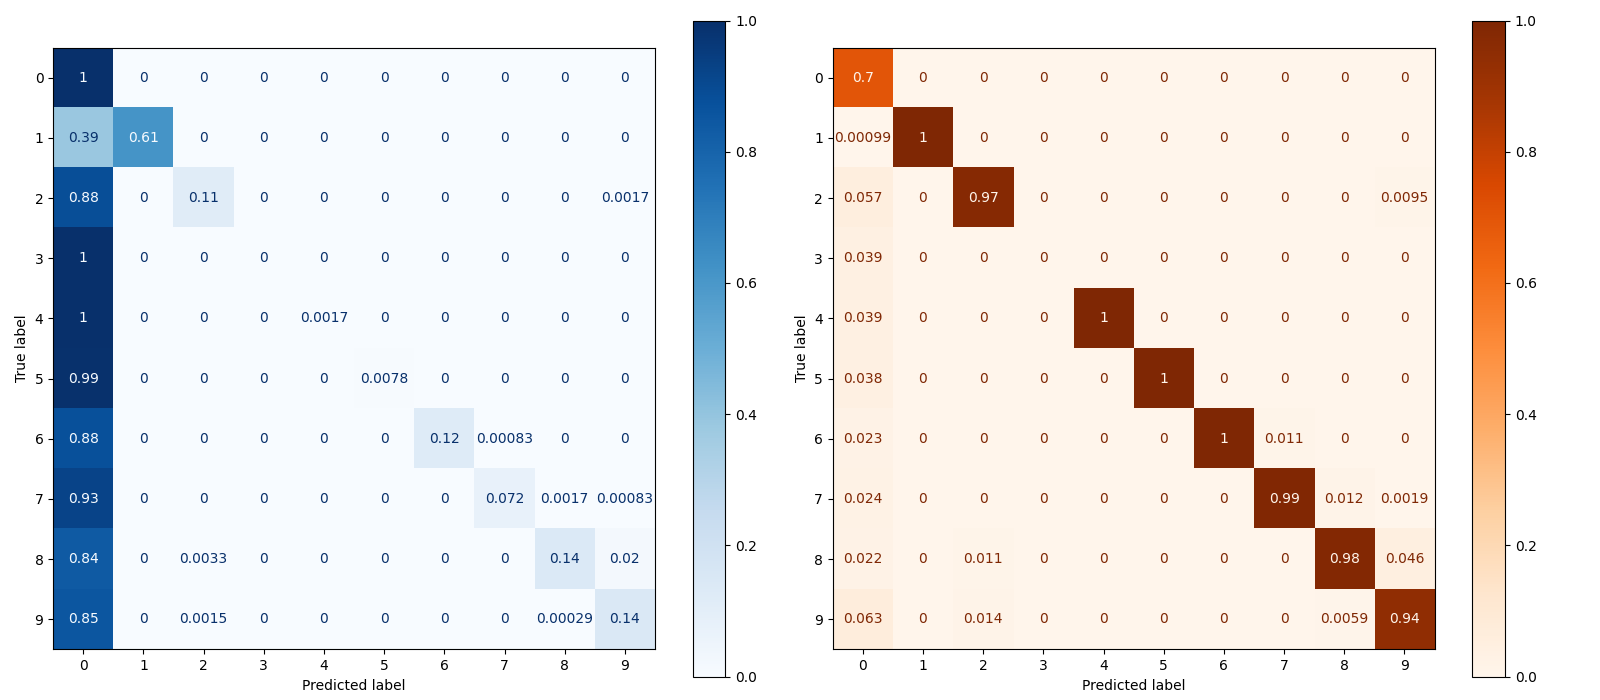 1.0
0 1 0 0 0 0 0 0 0 0 0
1 0.39 0.61 0 0 0 0 0 0 0 0
0.8
2 0.88 0 0.11 0 0 0 0 0 0 0.0017
3 1 0 0 0 0 0 0 0 0 0
0.6
4 1 0 0 0 0.0017 0 0 0 0 0
True label
5 0.99 0 0 0 0 0.0078 0 0 0 0
0.4
6 0.88 0 0 0 0 0 0.12 0.00083 0 0
7 0.93 0 0 0 0 0 0 0.072 0.0017 0.00083
0.2
8 0.84 0 0.0033 0 0 0 0 0 0.14 0.02
9 0.85 0 0.0015 0 0 0 0 0 0.00029 0.14
0.0
0 1 2 3 4 5 6 7 8 9
Predicted label
1.0
0 0.7 0 0 0 0 0 0 0 0 0
1 0.00099 1 0 0 0 0 0 0 0 0
0.8
2 0.057 0 0.97 0 0 0 0 0 0 0.0095
3 0.039 0 0 0 0 0 0 0 0 0
0.6
4 0.039 0 0 0 1 0 0 0 0 0
True label
5 0.038 0 0 0 0 1 0 0 0 0
0.4
6 0.023 0 0 0 0 0 1 0.011 0 0
7 0.024 0 0 0 0 0 0 0.99 0.012 0.0019
0.2
8 0.022 0 0.011 0 0 0 0 0 0.98 0.046
9 0.063 0 0.014 0 0 0 0 0 0.0059 0.94
0.0
0 1 2 3 4 5 6 7 8 9
Predicted label